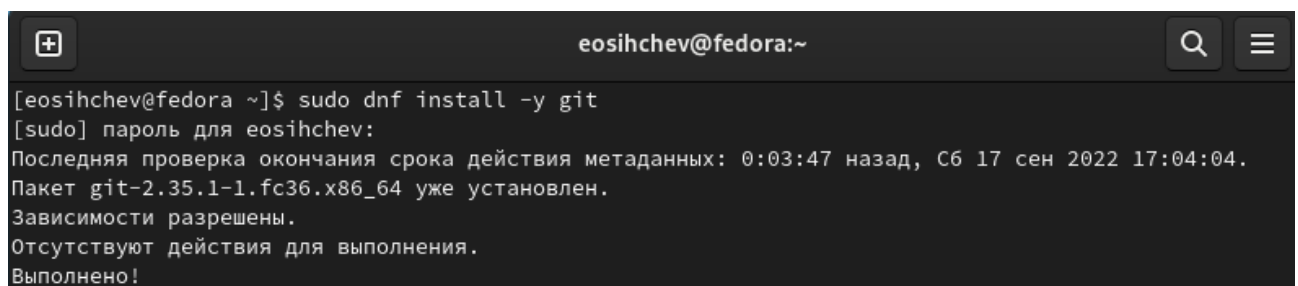 eosihchev@fedora:~
[eosihchev@fedora ~]$ sudo dnf install -y git
[sudo] пароль для eosihchev:
Последняя проверка окончания срока действия метаданных: 0:03:47 назад, Сб 17 сен 2022 17:04:04.
Пакет git-2.35.1-1.fc36.x86_64 уже установлен.
Зависимости разрешены.
Отсутствуют действия для выполнения.
Выполнено!